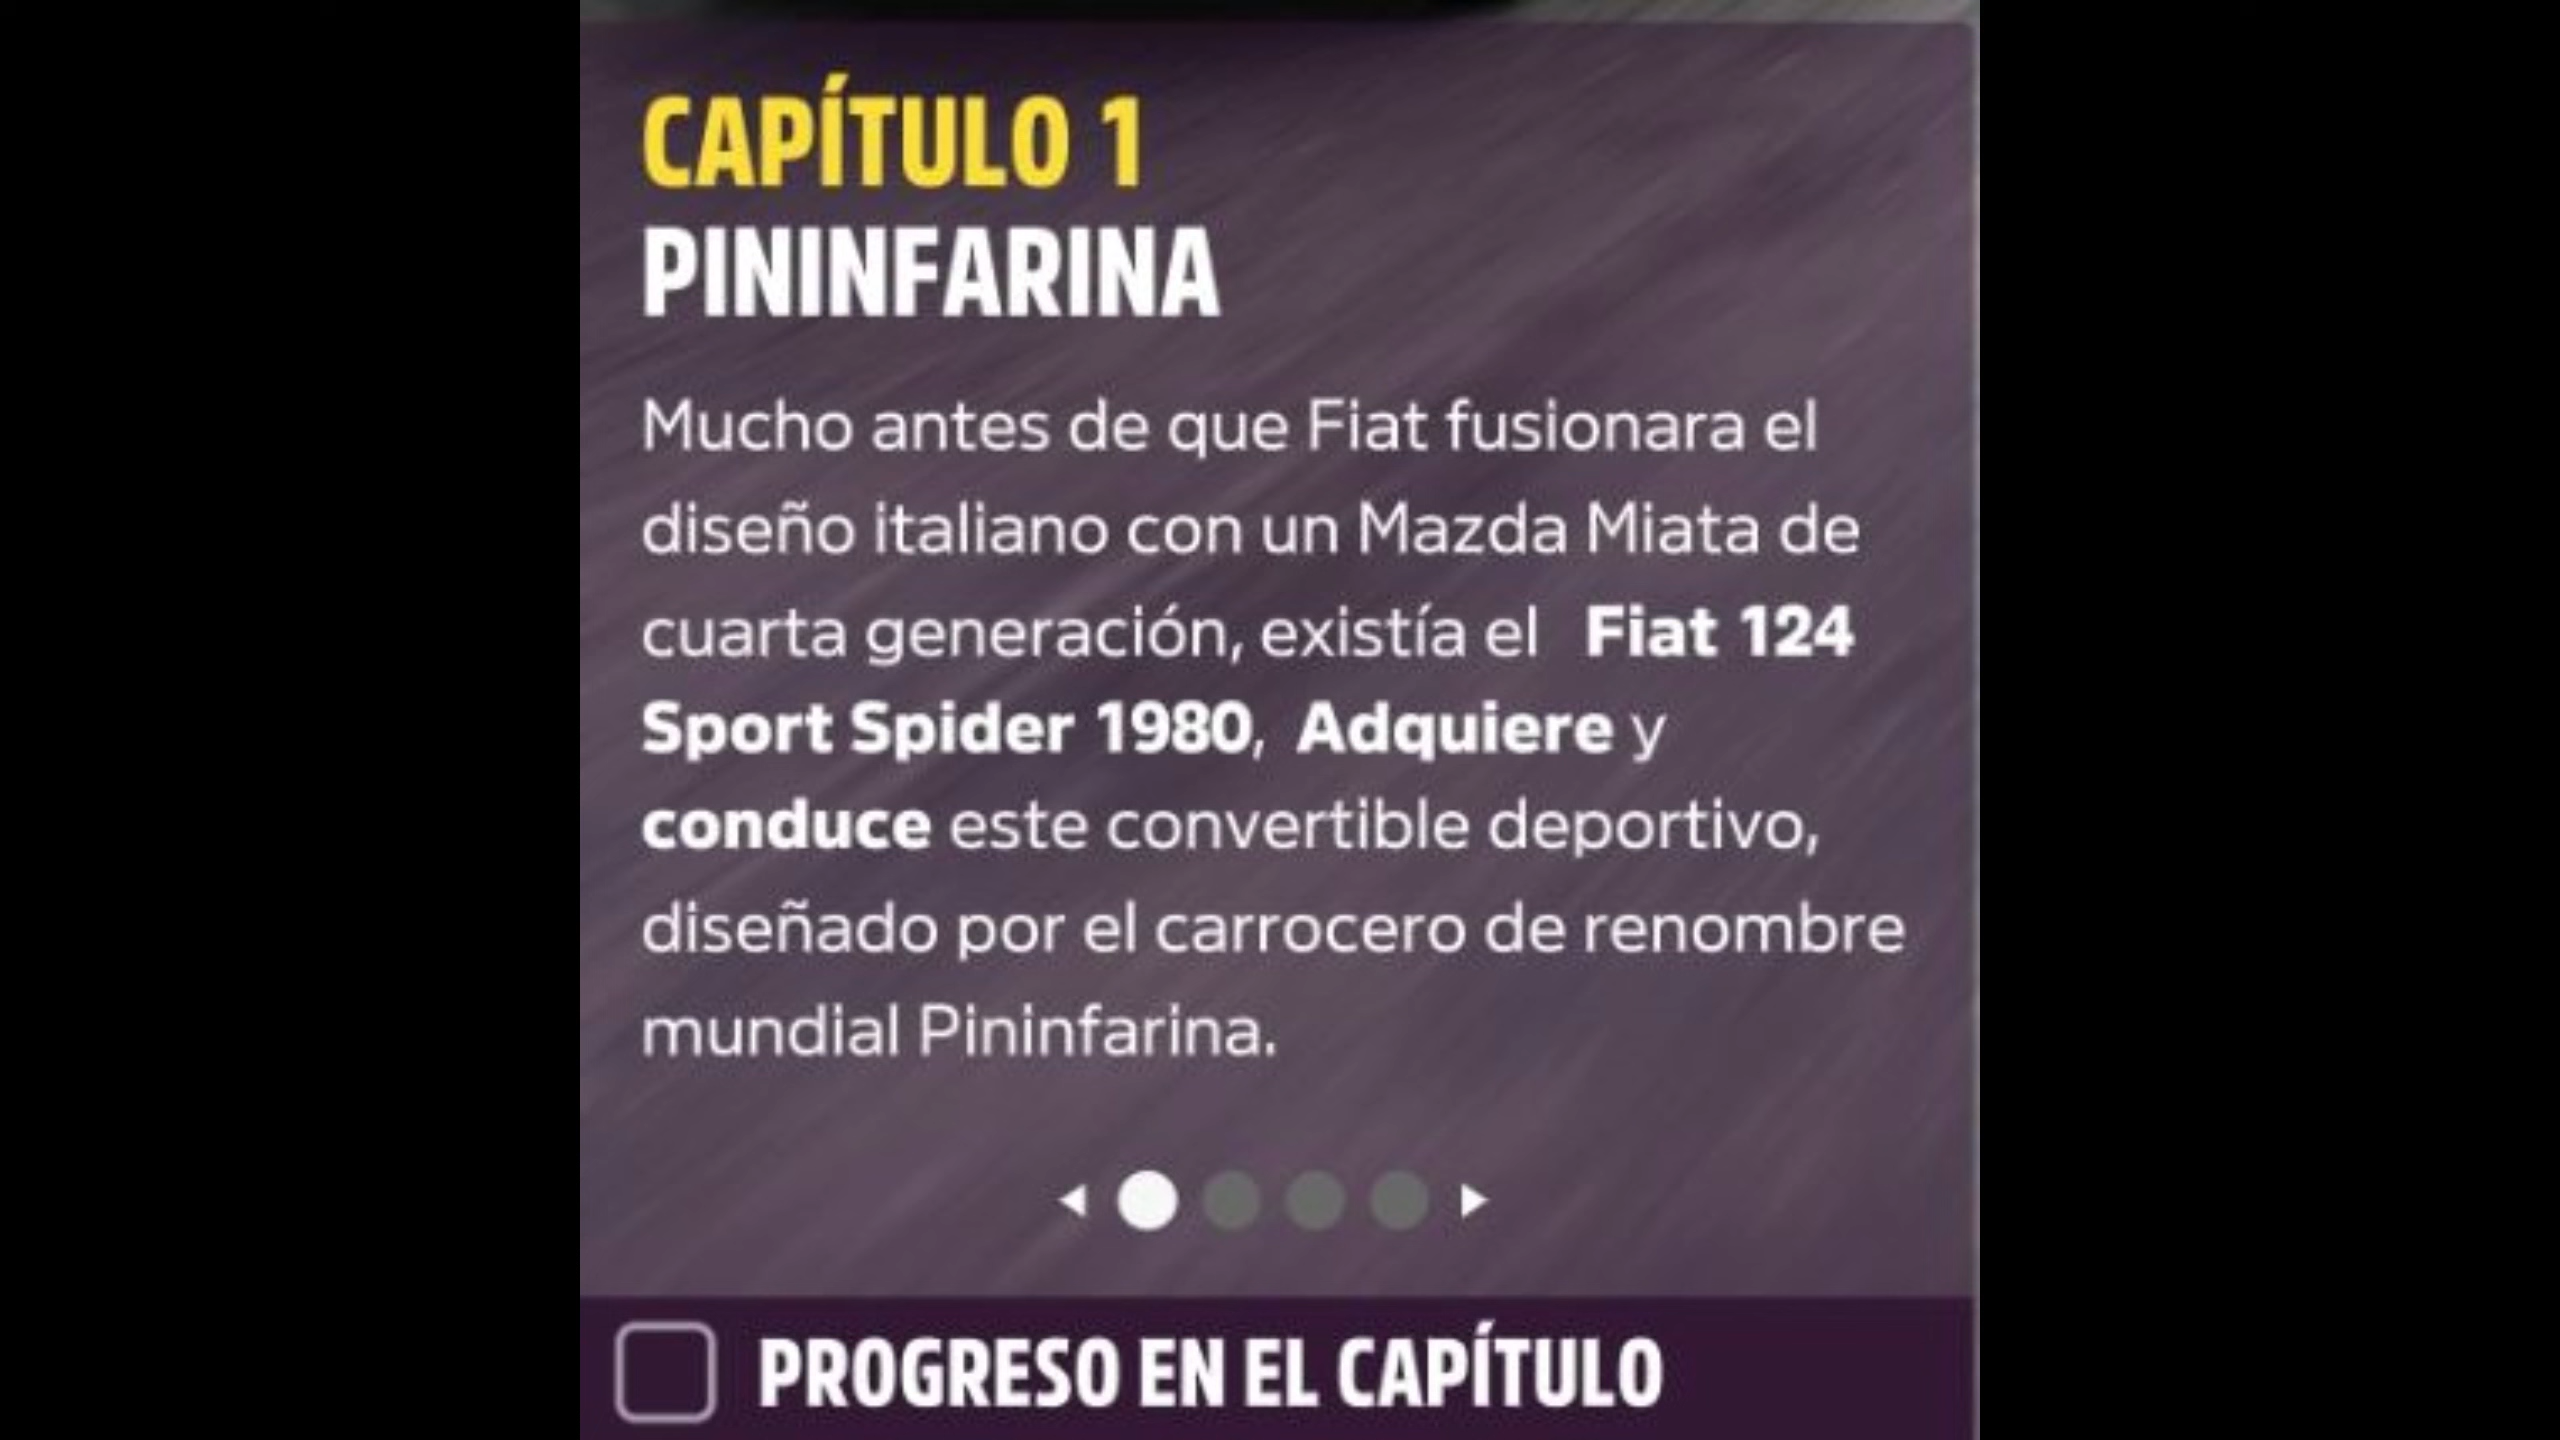 CAPÍTULO 1
PININFARINA
Mucho antes de que Fiat fusionara el
diseño italiano con un Mazda Miata de
cuarta generación, existía el Fiat 124
Sport Spider 1980, Adquiere y
conduce este convertible deportivo,
diseñado por el carrocero de renombre
mundial Pininfarina.
PROGRESO EN EL CAPÍTULO